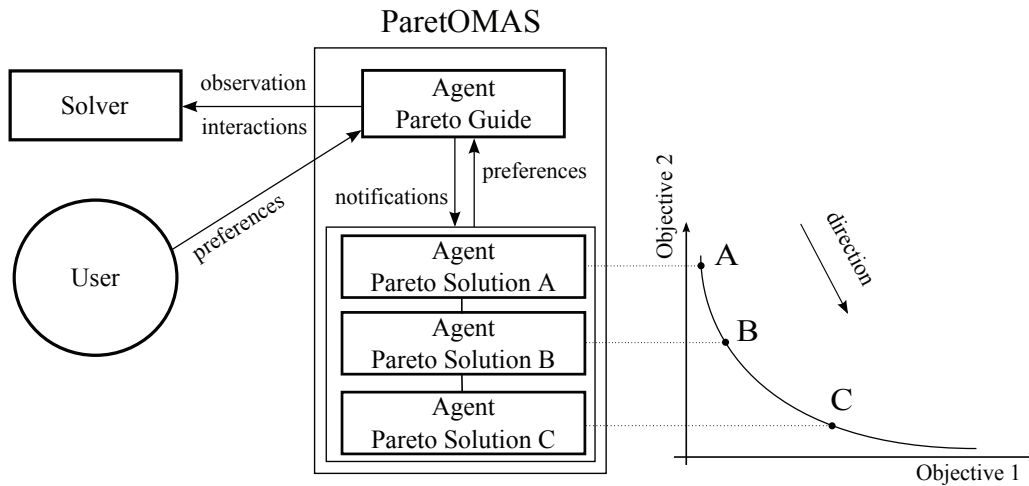 ParetOMAS
Solver
observation
interactions
Agent
Pareto Guide
User
preferences
notifications
preferences
Agent
Pareto Solution A
Agent
Pareto Solution B
Agent
Pareto Solution C
Objective 2
direction
A
B
C
Objective 1